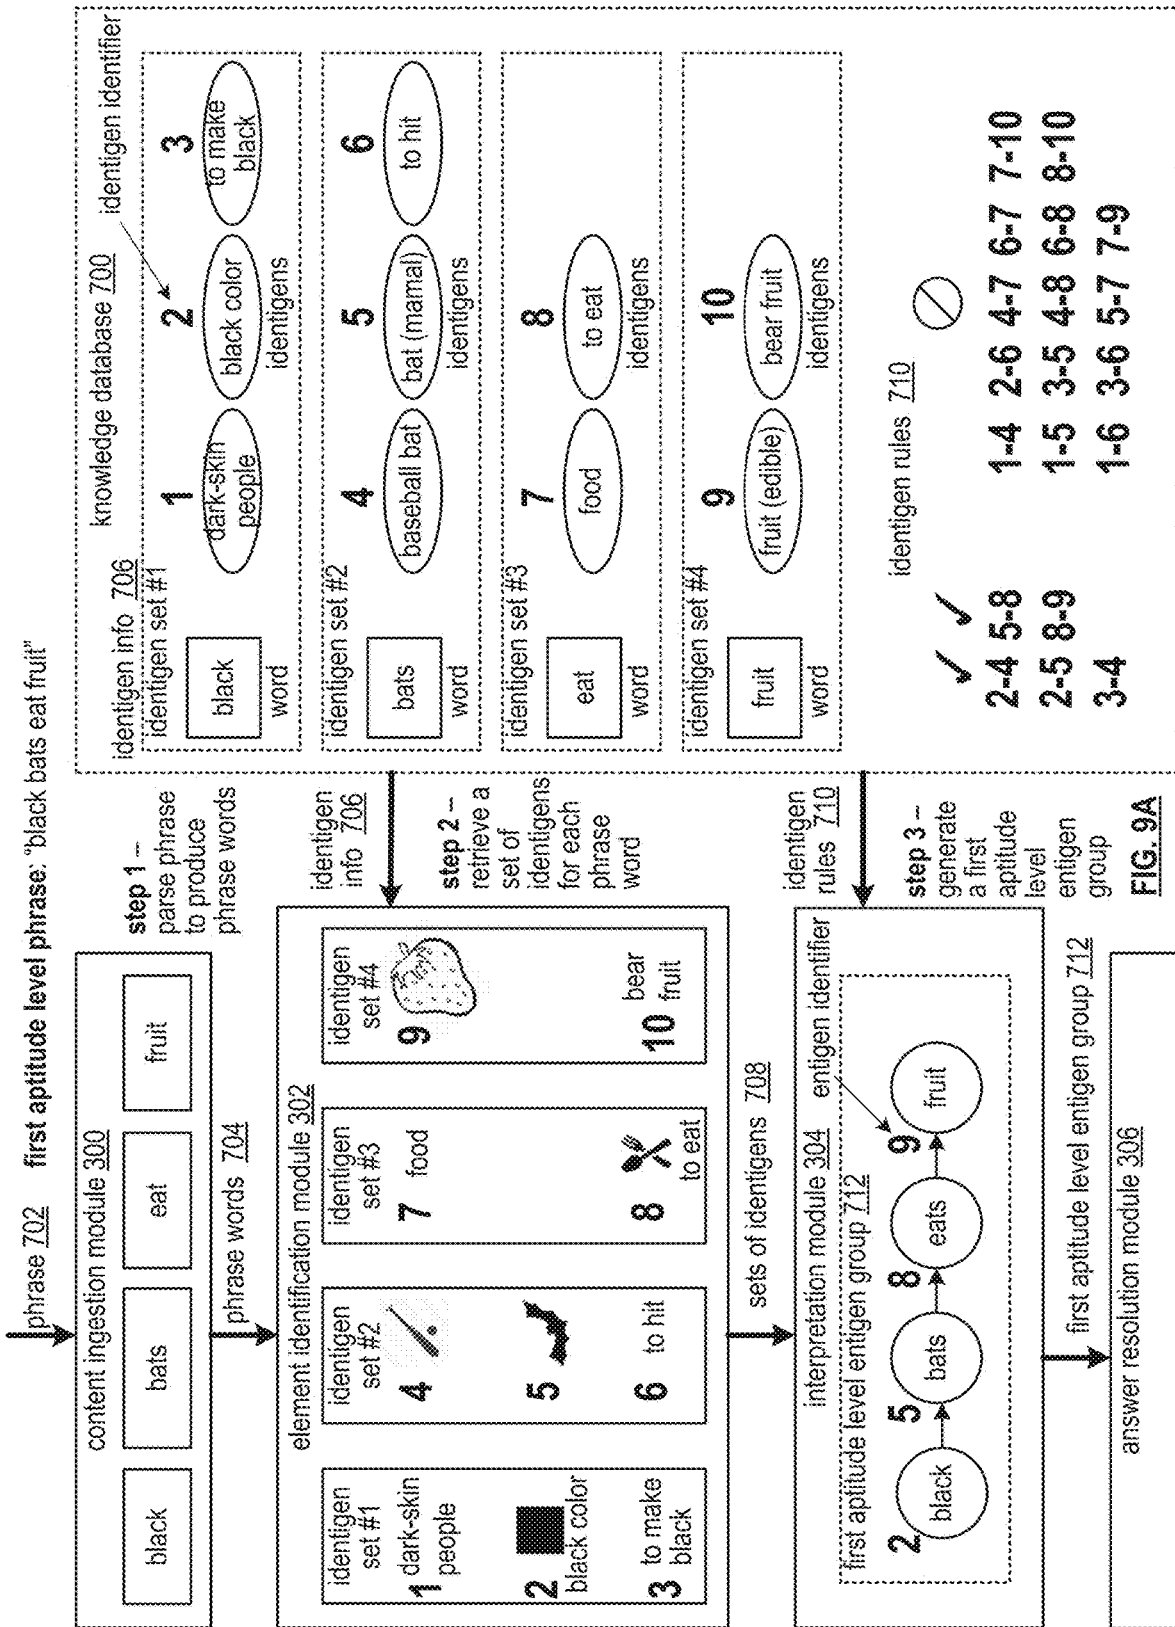 phrase 702
first aptitude level phrase: "black bats eat fruit"
content ingestion module 300
black
bats
eat
fruit
step 1 –
parse phrase
to produce
phrase words
phrase words 704
element identification module 302
identigen
set #1
1 dark-skin
people
2
black color
3 to make
black
identigen
set #2
4
5
6 to hit
identigen
set #3
7 food
8
to eat
identigen
set #4
9
10 bear
fruit
identigen
info 706
step 2 –
retrieve a
set of
identigens
for each
phrase
word
sets of identigens 708
interpretation module 304
entigen identifier
first aptitude level entigen group 712
2
black
5
bats
8
eats
9
fruit
identigen
rules 710
step 3 –
generate
a first
aptitude
level
entigen
group
first aptitude level entigen group 712
answer resolution module 306
FIG. 9A
knowledge database 700
identigen identifier
identigen info 706
identigen set #1
black
word
1
dark-skin
people
2
black color
3
to make
black
identigens
identigen set #2
bats
word
4
baseball bat
5
bat (mamal)
6
to hit
identigens
identigen set #3
eat
word
7
food
8
to eat
identigens
identigen set #4
fruit
word
9
fruit (edible)
10
bear fruit
identigens
identigen rules 710
2-4 5-8
2-5 8-9
3-4
1-4 2-6 4-7 6-7 7-10
1-5 3-5 4-8 6-8 8-10
1-6 3-6 5-7 7-9